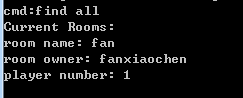 cmd:find all
Current Rooms:
room name: fan
room owner: fanxiaochen
player number: 1